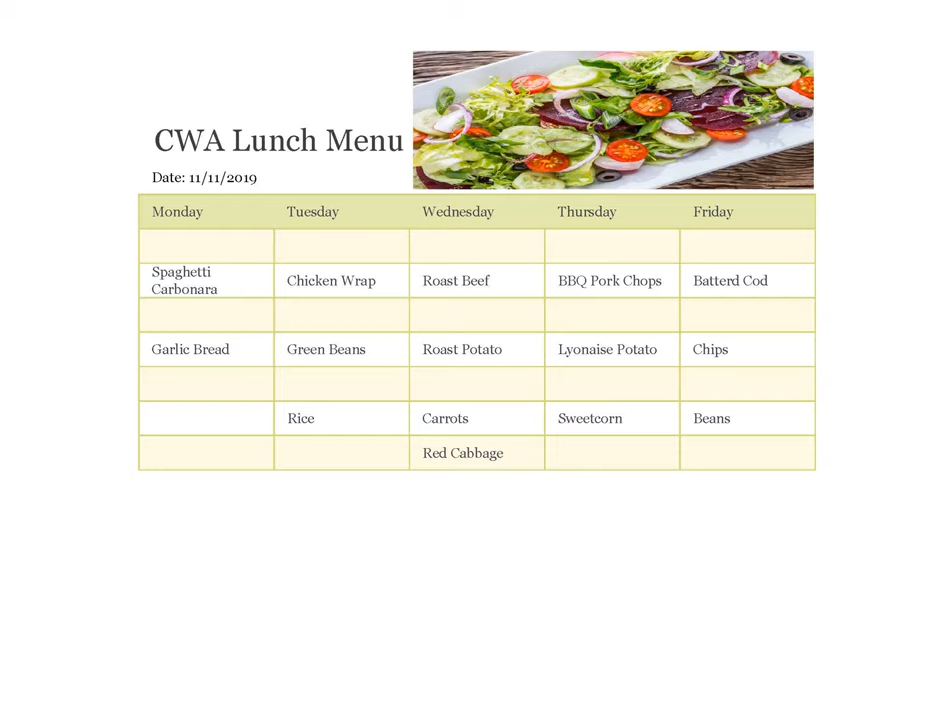 CWA Lunch Menu
Date: 11/11/2019
Monday Tuesday Wednesday Thursday Friday
Spaghetti
Carbonara Chicken Wrap Roast Beef BBQ Pork Chops Batterd Cod
Garlic Bread Green Beans Roast Potato Lyonaise Potato Chips
Rice Carrots Sweetcorn Beans
Red Cabbage